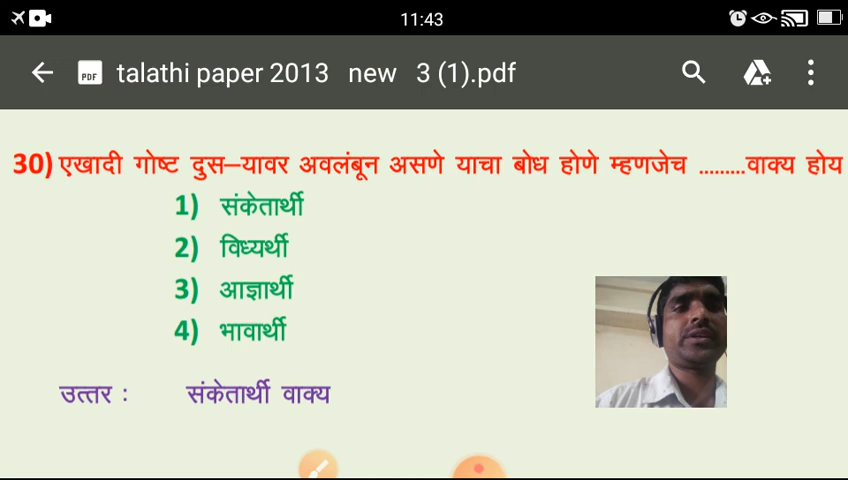 11:43
PDF talathi paper 2013 new 3 (1).pdf
30) एखादी गोष्ट दुस–यावर अवलंबून असणे याचा बोध होणे म्हणजेच .........वाक्य होय
1) संकेतार्थी
2) विध्यर्थी
3) आज्ञार्थी
4) भावार्थी
उत्तर : संकेतार्थी वाक्य